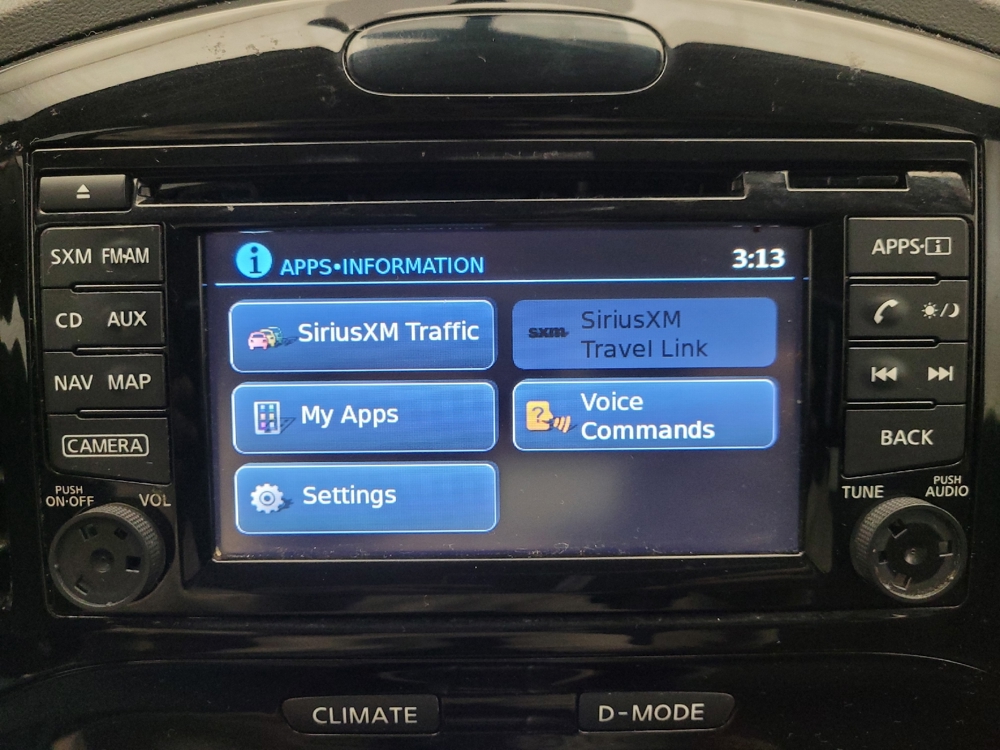 SXM FM·AM
CD AUX
NAV MAP
CAMERA
PUSH
ON·OFF
VOL
i APPS•INFORMATION 3:13
SiriusXM Traffic
sxm
SiriusXM
Travel Link
My Apps
?
Voice
Commands
Settings
APPS·i
BACK
TUNE
PUSH
AUDIO
CLIMATE
D-MODE